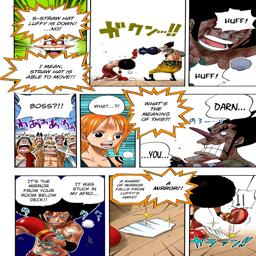 S-STRAW HAT
LUFFY IS DOWN!
...NO!
I MEAN,
STRAW HAT IS
ABLE TO MOVE!!
ガクン...!!
HUFF!
HUFF!
BOSS?!!
WHAT...?!
WHAT'S THE
MEANING OF
THIS?!?
DARN...
...YOU...
IT'S THE
MIRROR FROM
YOUR ROOM
BELOW DECK!!
IT WAS
STUCK IN
MY AFRO...
A SHARD OF
MIRROR FALLS
FROM LUFFY'S
HAND!!
A
MIRROR!!